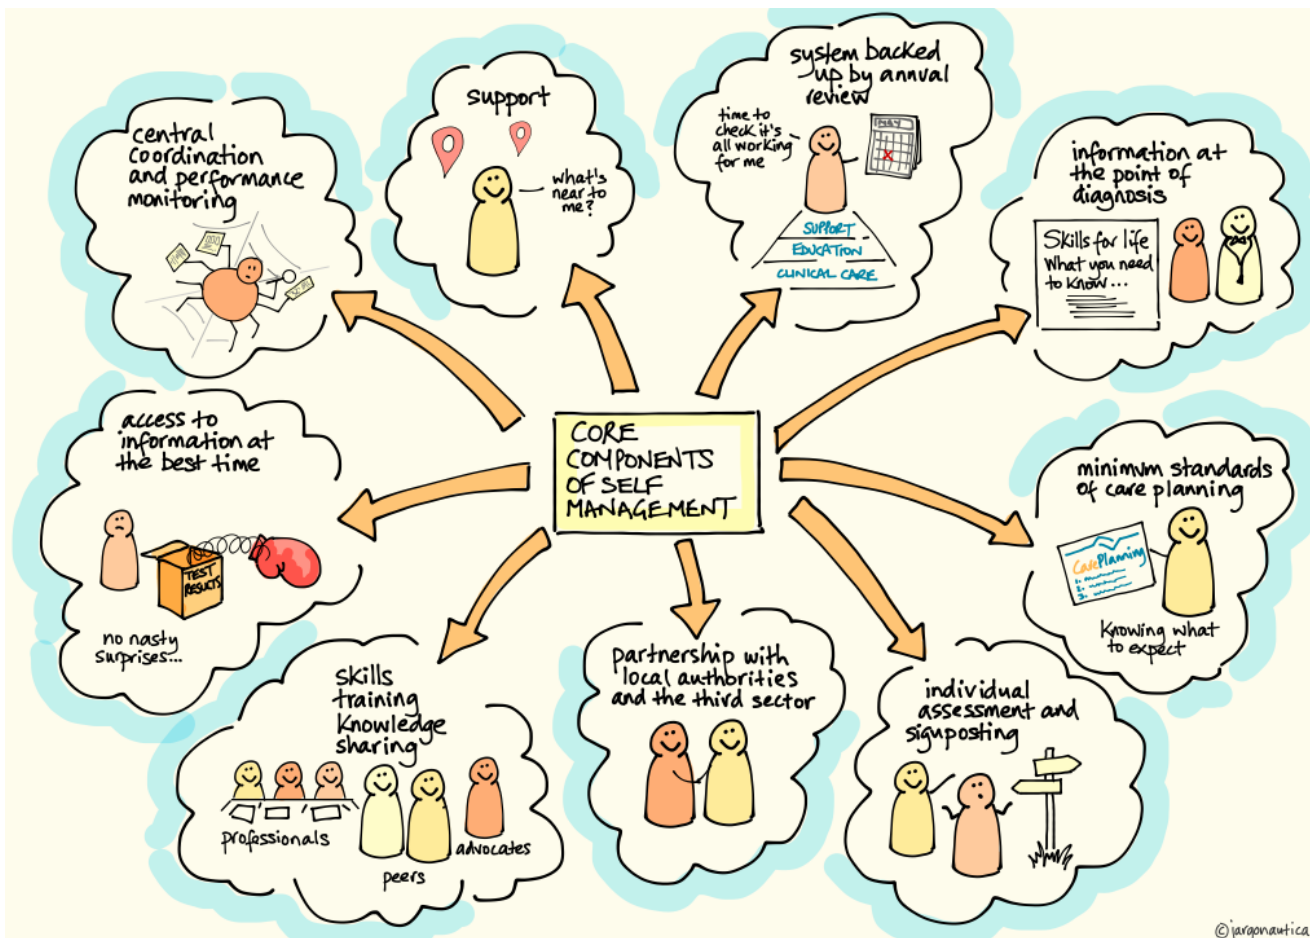 CORE
COMPONENTS
OF SELF
MANAGEMENT
central
coordination
and performance
monitoring
support
what's
near to
me?
system backed
up by annual
review
time to
check it's
all working
for me
MAY
X
SUPPORT
EDUCATION
CLINICAL CARE
information at
the point of
diagnosis
Skills for life
What you need
to know...
minimum standards
of care planning
Care Planning
1.
2.
3.
Knowing what
to expect
individual
assessment and
signposting
partnership with
local authorities
and the third sector
skills
training
knowledge
sharing
professionals
peers
advocates
access to
information at
the best time
TEST
RESULTS
no nasty
surprises...
©jargonautica